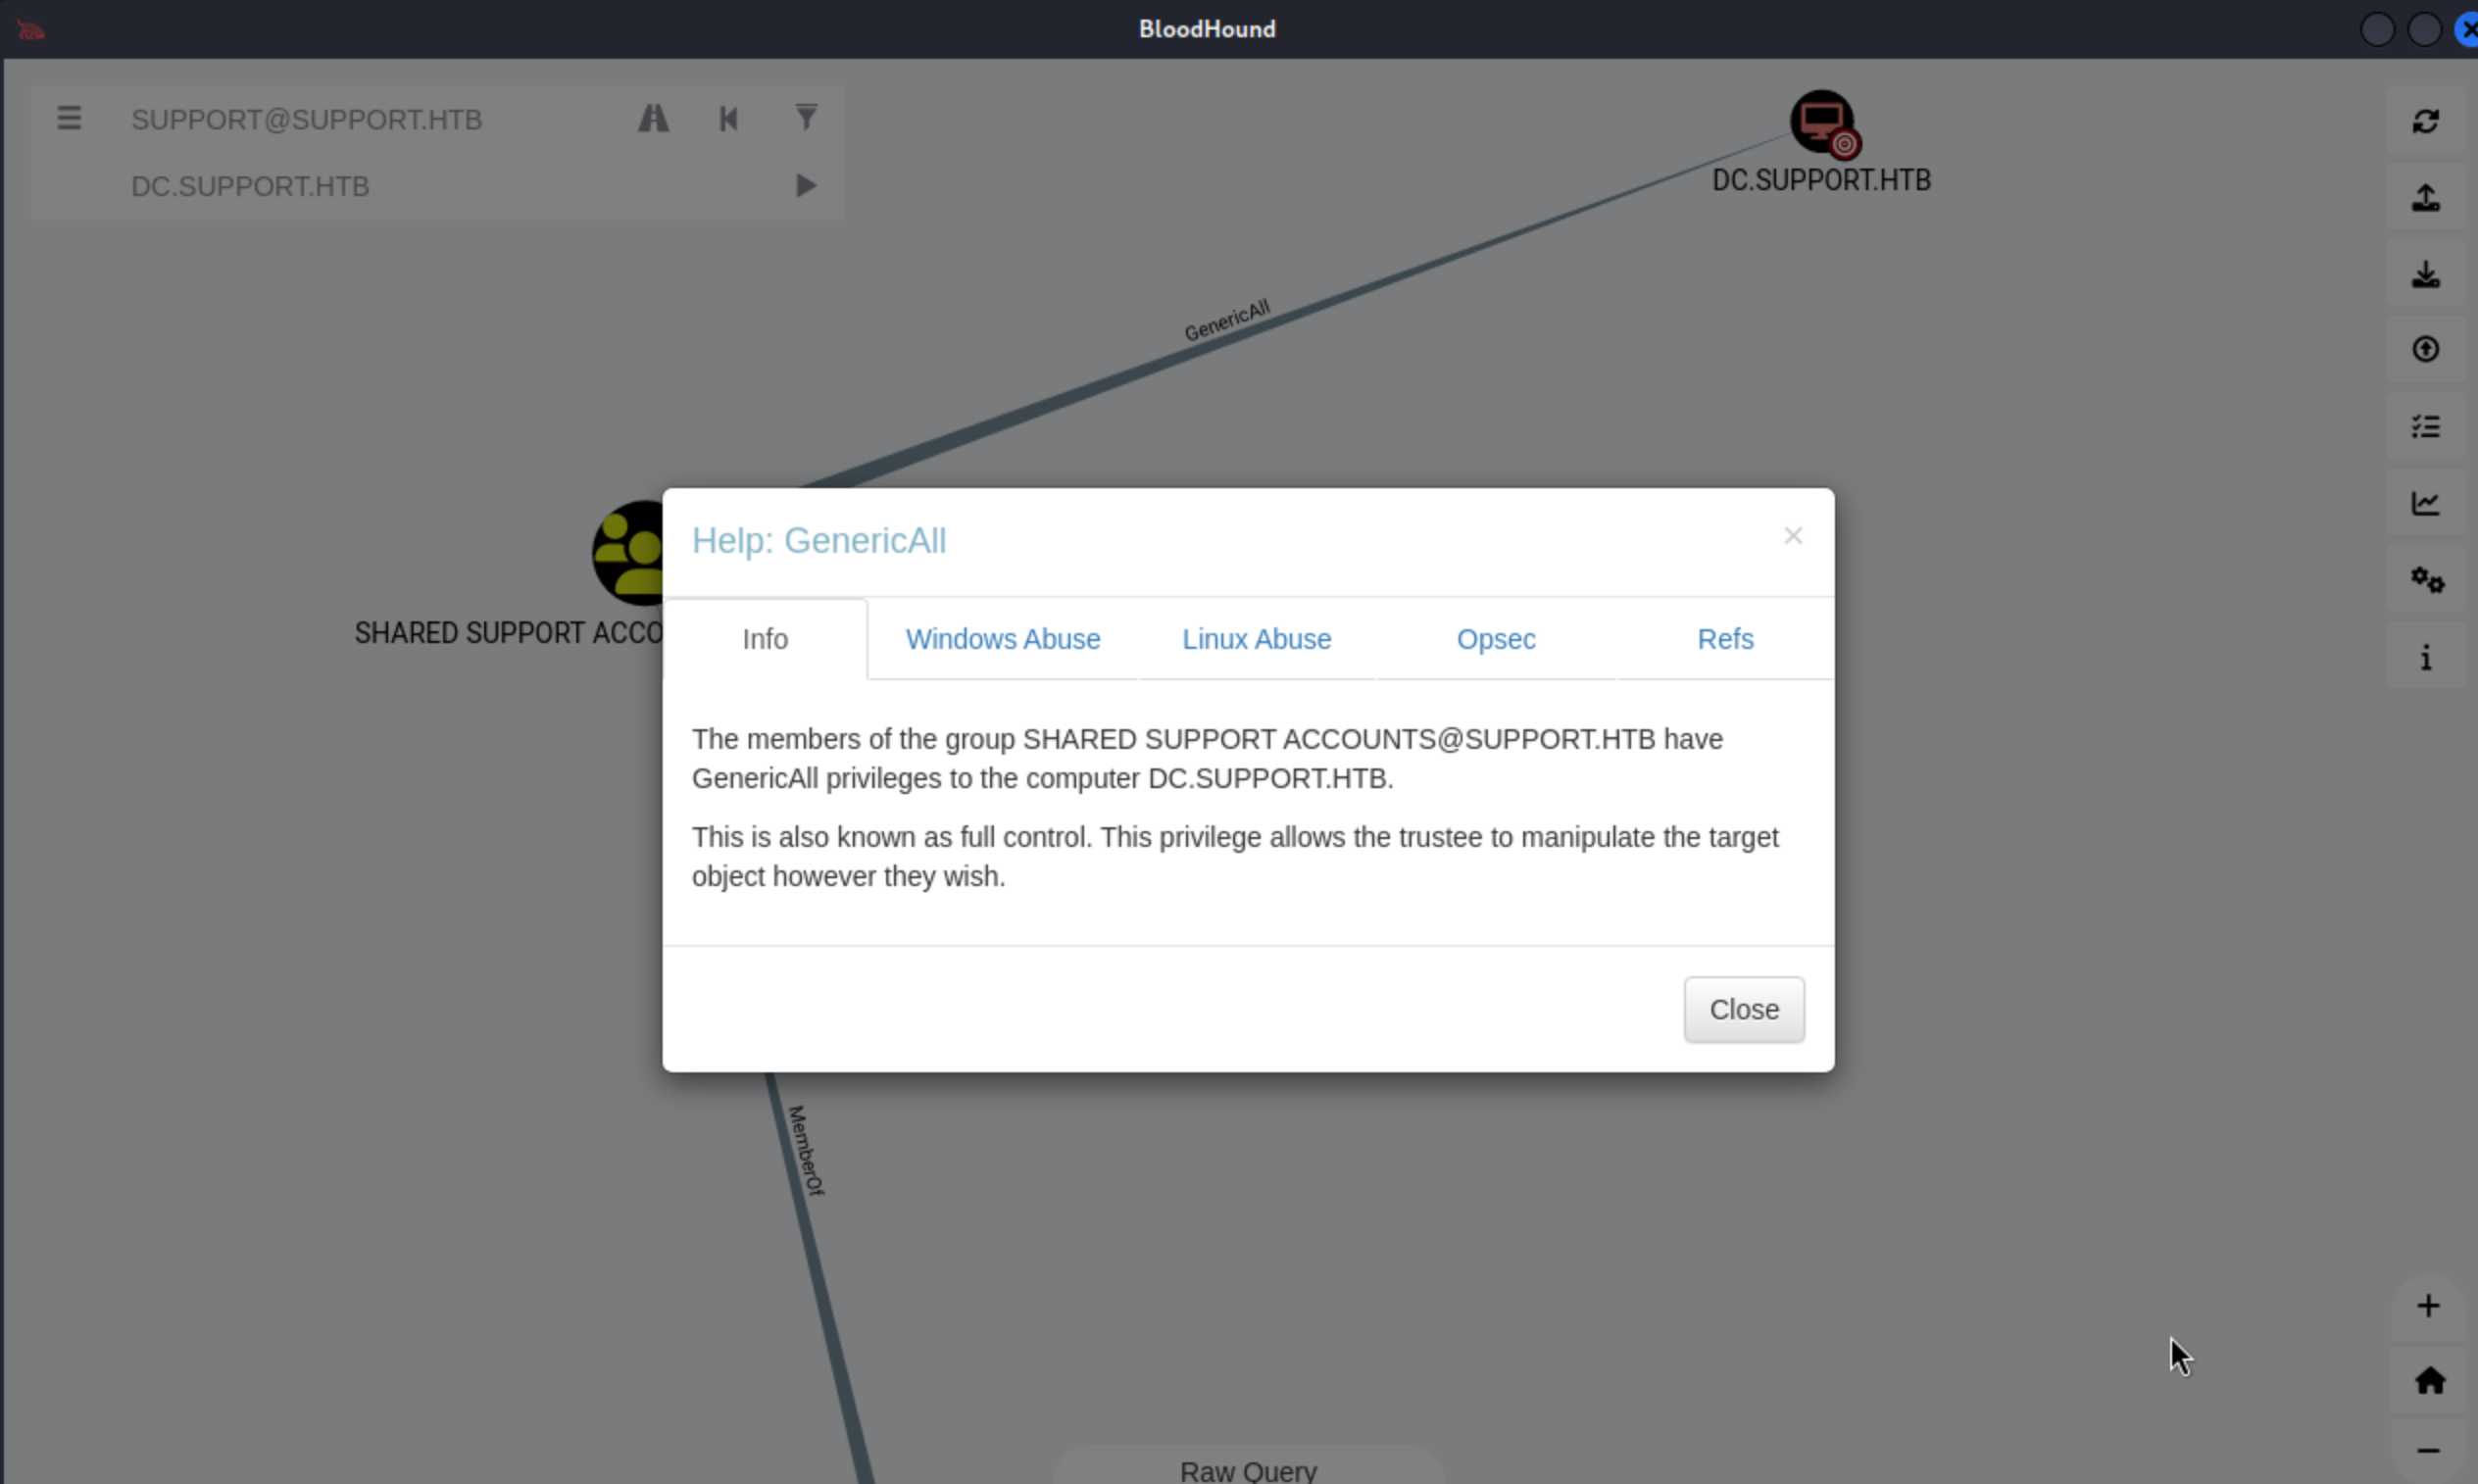 BloodHound
SUPPORT@SUPPORT.HTB
DC.SUPPORT.HTB
DC.SUPPORT.HTB
GenericAll
SHARED SUPPORT ACCO
Help: GenericAll
×
Info Windows Abuse Linux Abuse Opsec Refs
The members of the group SHARED SUPPORT ACCOUNTS@SUPPORT.HTB have
GenericAll privileges to the computer DC.SUPPORT.HTB.
This is also known as full control. This privilege allows the trustee to manipulate the target
object however they wish.
Close
MemberOf
Raw Query